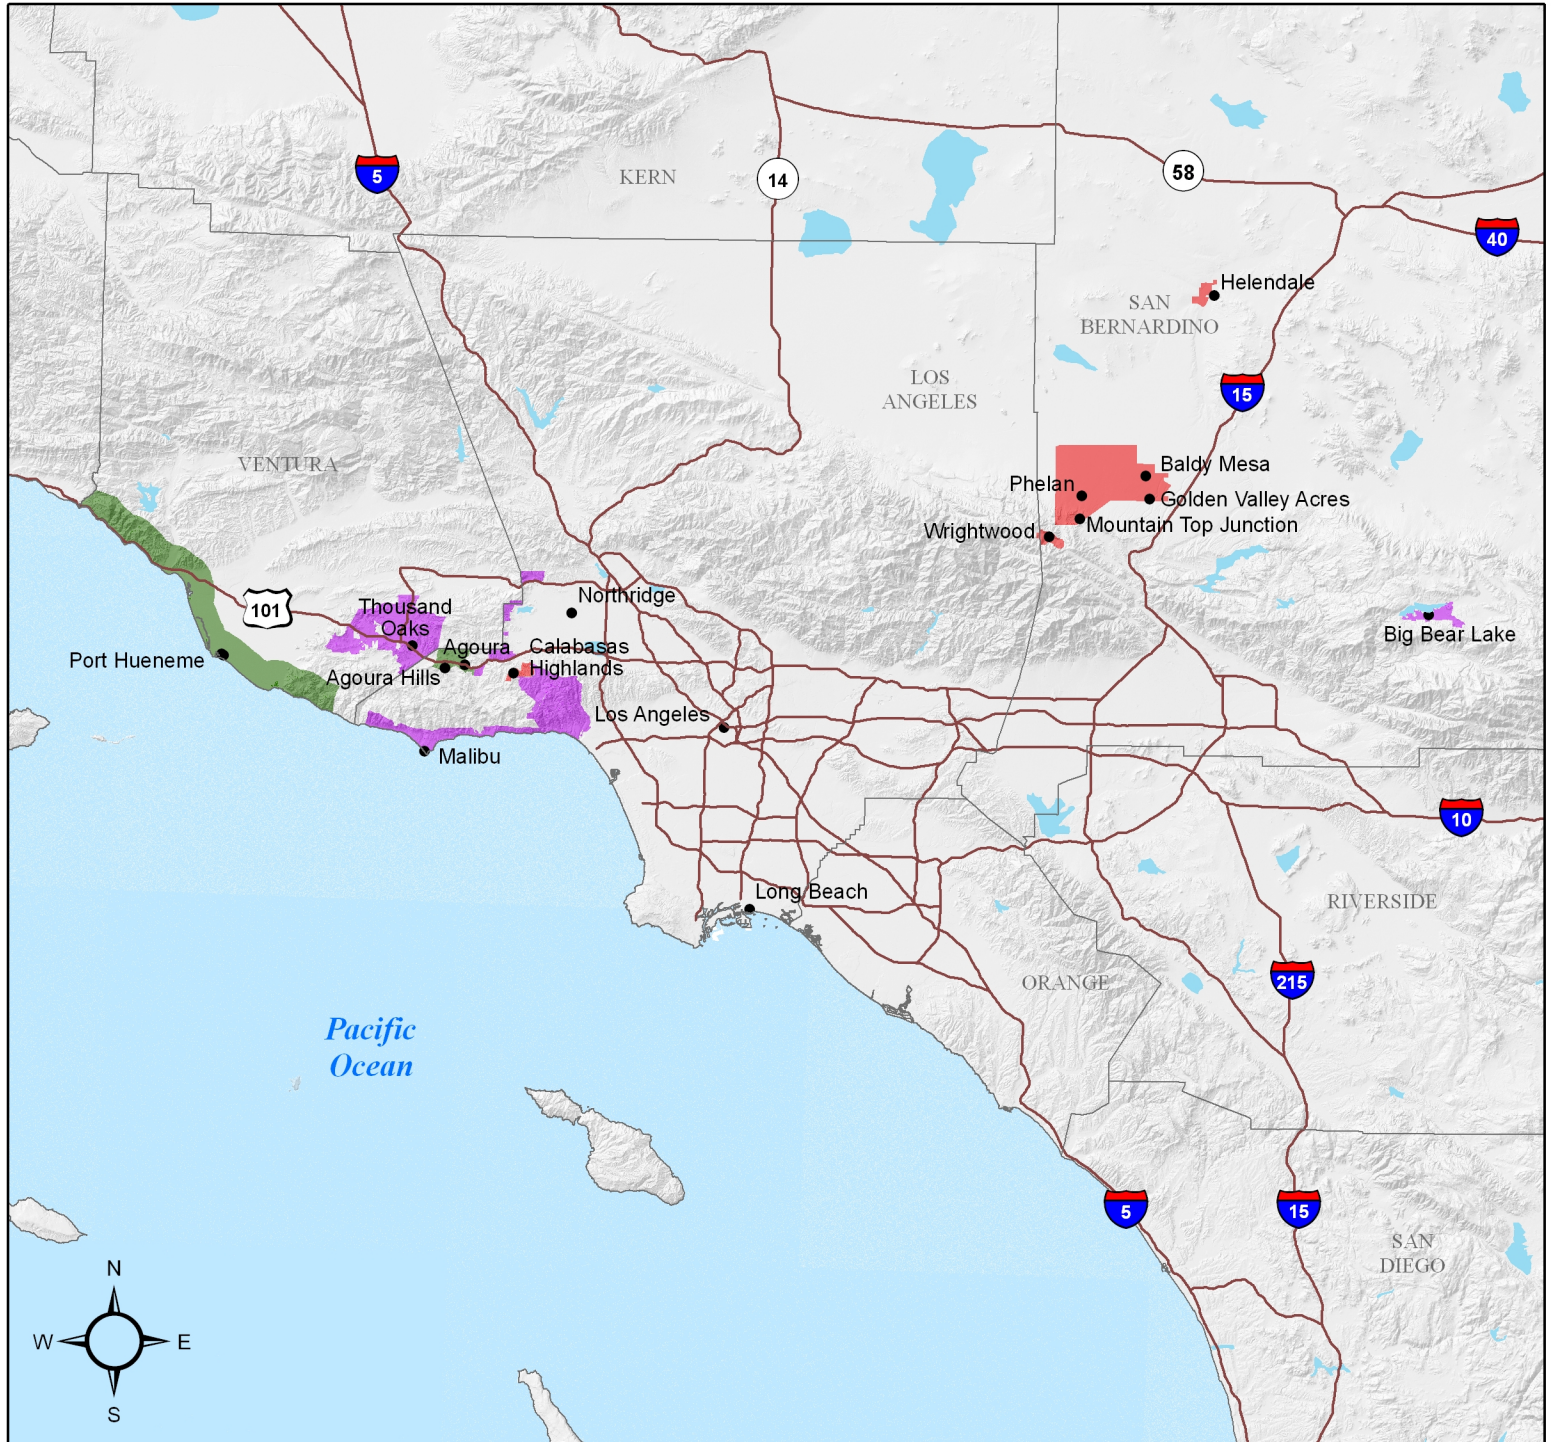 5
KERN
14
58
40
Helendale
SAN
BERNARDINO
LOS
ANGELES
15
VENTURA
Baldy Mesa
Phelan
Golden Valley Acres
Mountain Top Junction
Wrightwood
101
Thousand
Oaks
Northridge
Agoura
Calabasas
Highlands
Port Hueneme
Agoura Hills
Big Bear Lake
Los Angeles
Malibu
10
Long Beach
RIVERSIDE
215
ORANGE
Pacific
Ocean
5
15
SAN
DIEGO
N
W
E
S